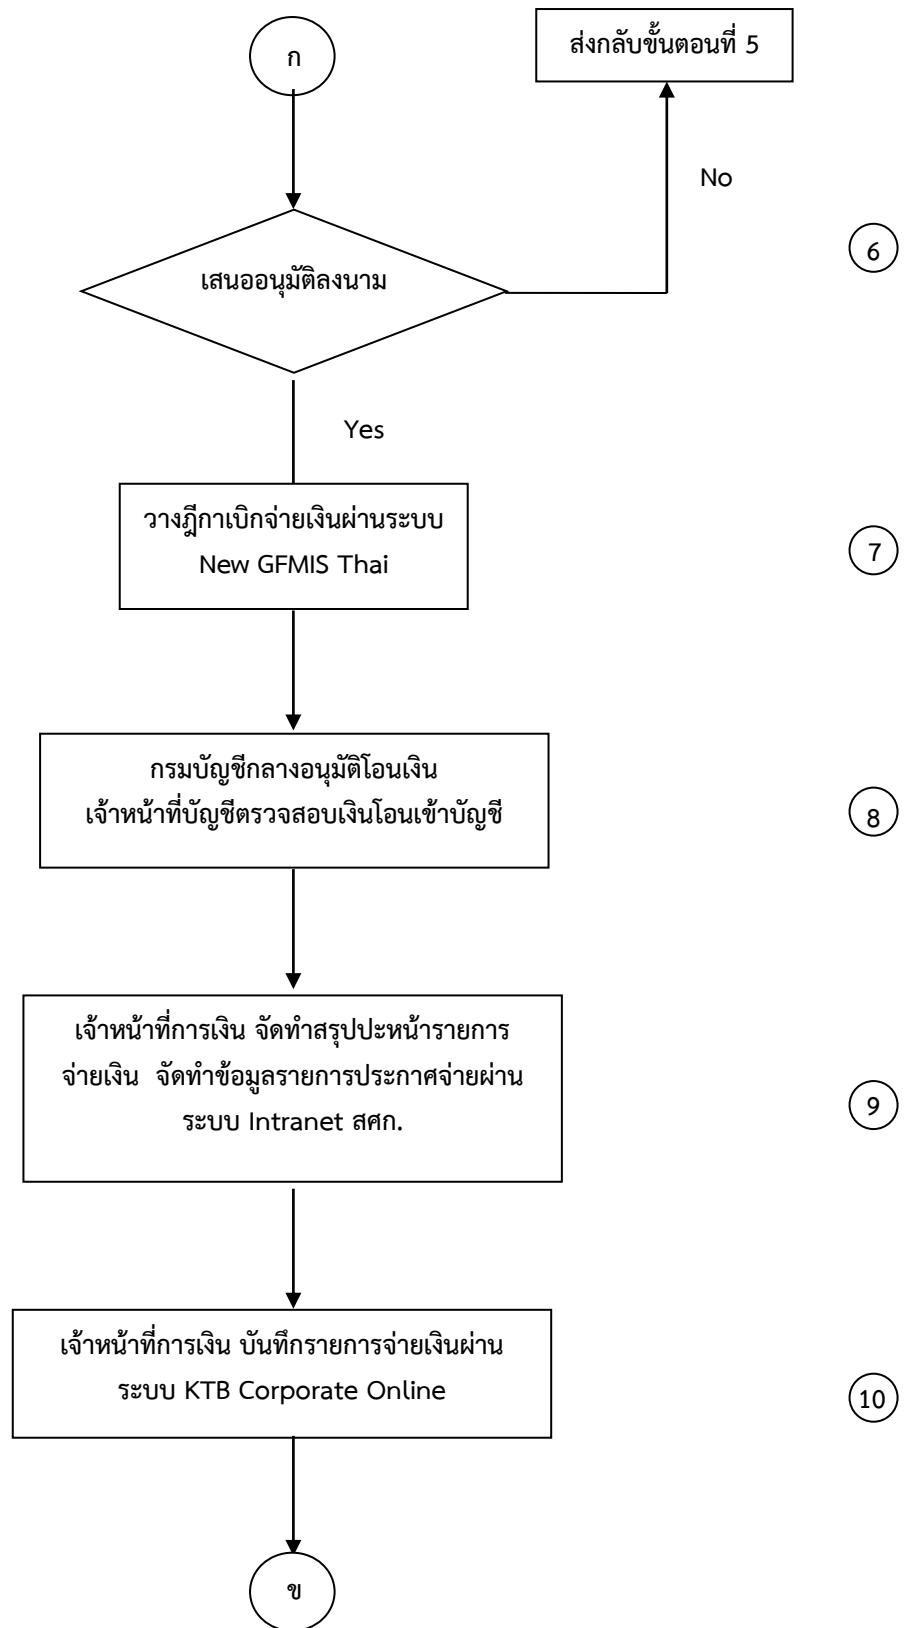 ก
ส่งกลับขั้นตอนที่ 5
No
เสนออนุมัติลงนาม
6
Yes
วางฎีกาเบิกจ่ายเงินผ่านระบบ
New GFMIS Thai
7
กรมบัญชีกลางอนุมัติโอนเงิน
เจ้าหน้าที่บัญชีตรวจสอบเงินโอนเข้าบัญชี
8
เจ้าหน้าที่การเงิน จัดทำสรุปปะหน้ารายการ
จ่ายเงิน จัดทำข้อมูลรายการประกาศจ่ายผ่าน
ระบบ Intranet สศก.
9
เจ้าหน้าที่การเงิน บันทึกรายการจ่ายเงินผ่าน
ระบบ KTB Corporate Online
10
ข